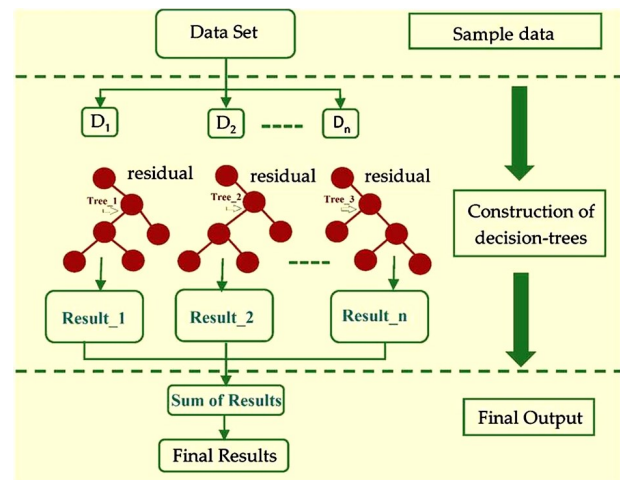 Data Set
Sample data
D1
D2
Dn
residual
residual
residual
Tree_1
Tree_2
Tree_3
Construction of
decision-trees
Result_1
Result_2
Result_n
Sum of Results
Final Output
Final Results